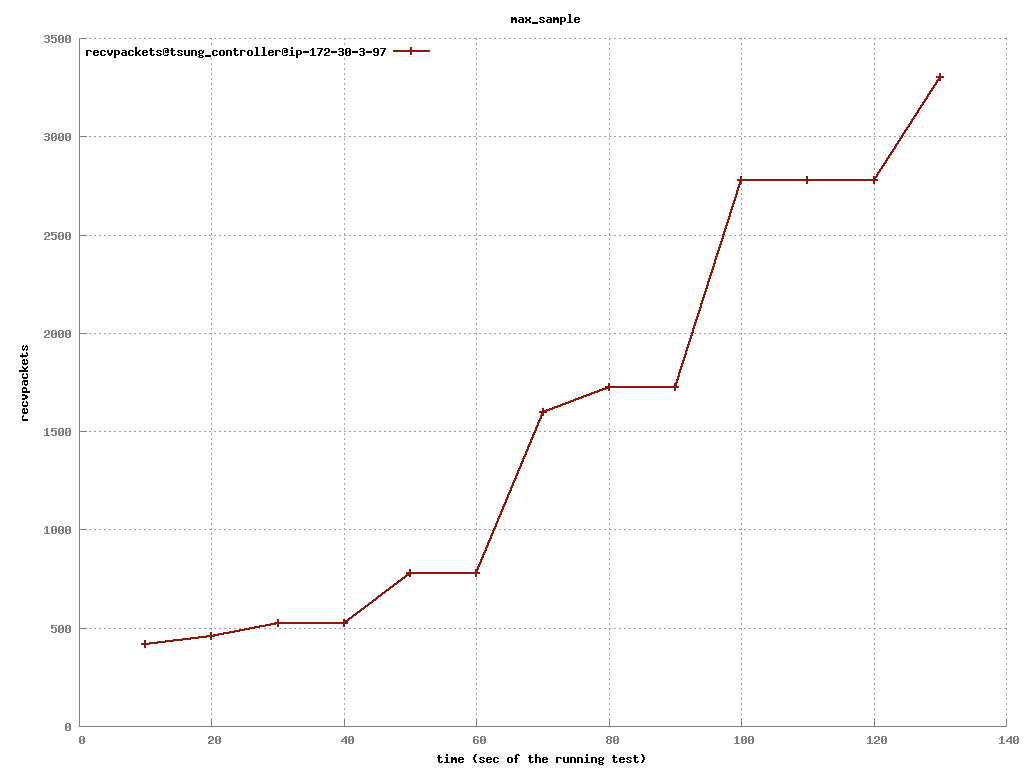 max_sample
recvpackets@tsung_controller@ip-172-30-3-97
3500
3000
2500
2000
1500
1000
500
0
recvpackets
0 20 40 60 80 100 120 140
time (sec of the running test)